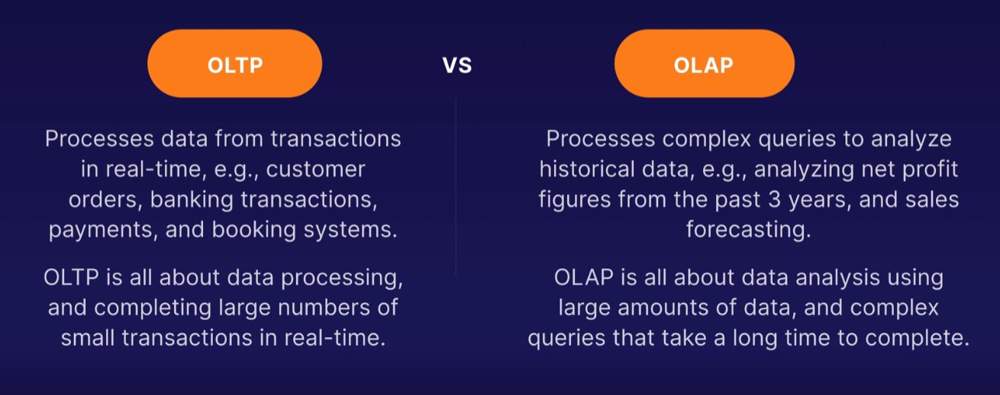 OLTP
VS
OLAP
Processes data from transactions
in real-time, e.g., customer
orders, banking transactions,
payments, and booking systems.
OLTP is all about data processing,
and completing large numbers of
small transactions in real-time.
Processes complex queries to analyze
historical data, e.g., analyzing net profit
figures from the past 3 years, and sales
forecasting.
OLAP is all about data analysis using
large amounts of data, and complex
queries that take a long time to complete.